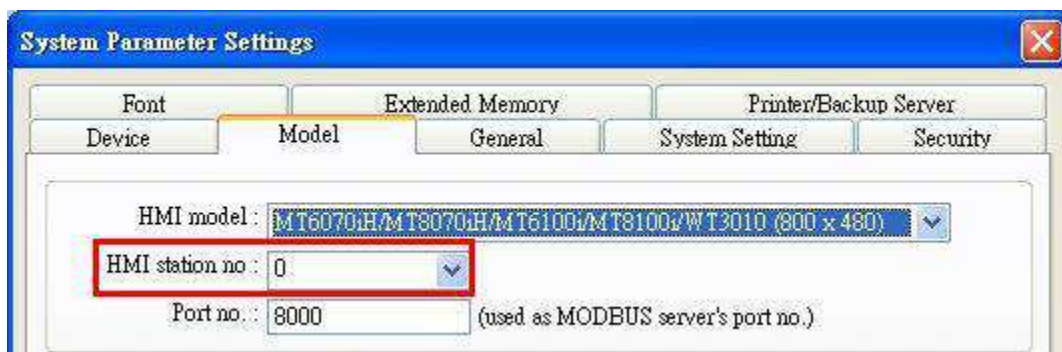 System Parameter Settings
Font Extended Memory Printer/Backup Server
Device Model General System Setting Security
HMI model : MT6070iH/MT8070iH/MT6100i/MT8100i/WT3010 (800 x 480)
HMI station no : 0
Port no. : 8000 (used as MODBUS server's port no.)